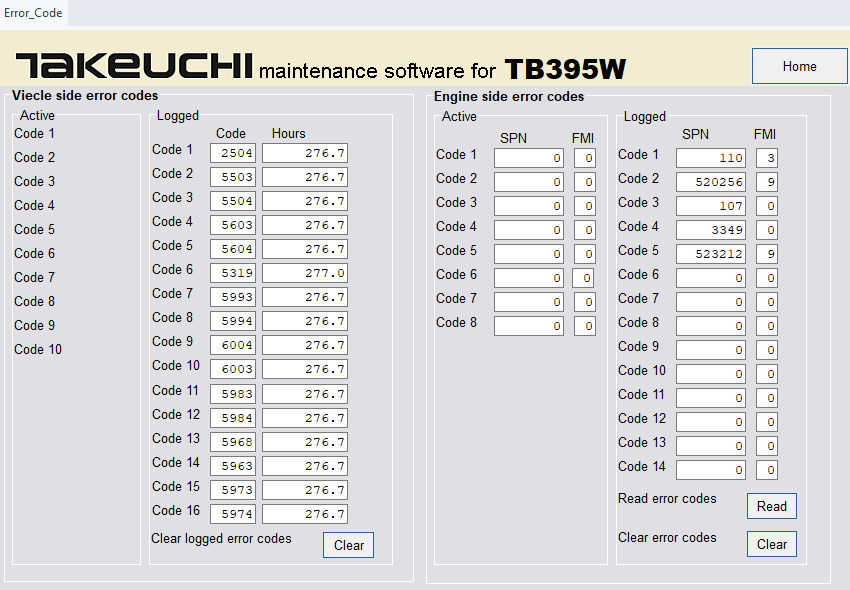 Error_Code
TAKEUCHI maintenance software for TB395W
Home
Viecle side error codes
Active
Code 1
Code 2
Code 3
Code 4
Code 5
Code 6
Code 7
Code 8
Code 9
Code 10
Logged
Code Hours
Code 1 2504 276.7
Code 2 5503 276.7
Code 3 5504 276.7
Code 4 5603 276.7
Code 5 5604 276.7
Code 6 5319 277.0
Code 7 5993 276.7
Code 8 5994 276.7
Code 9 6004 276.7
Code 10 6003 276.7
Code 11 5983 276.7
Code 12 5984 276.7
Code 13 5968 276.7
Code 14 5963 276.7
Code 15 5973 276.7
Code 16 5974 276.7
Clear logged error codes Clear
Engine side error codes
Active
SPN FMI
Code 1 0 0
Code 2 0 0
Code 3 0 0
Code 4 0 0
Code 5 0 0
Code 6 0 0
Code 7 0 0
Code 8 0 0
Logged
SPN FMI
Code 1 110 3
Code 2 520256 9
Code 3 107 0
Code 4 3349 0
Code 5 523212 9
Code 6 0 0
Code 7 0 0
Code 8 0 0
Code 9 0 0
Code 10 0 0
Code 11 0 0
Code 12 0 0
Code 13 0 0
Code 14 0 0
Read error codes Read
Clear error codes Clear